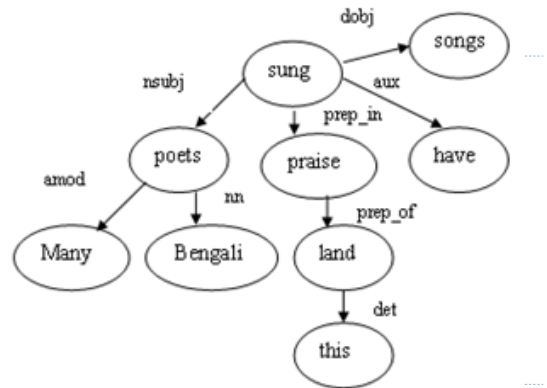 dobj
songs
sung
nsubj
aux
prep_in
poets
praise
have
amod
nn
prep_of
Many
Bengali
land
det
this